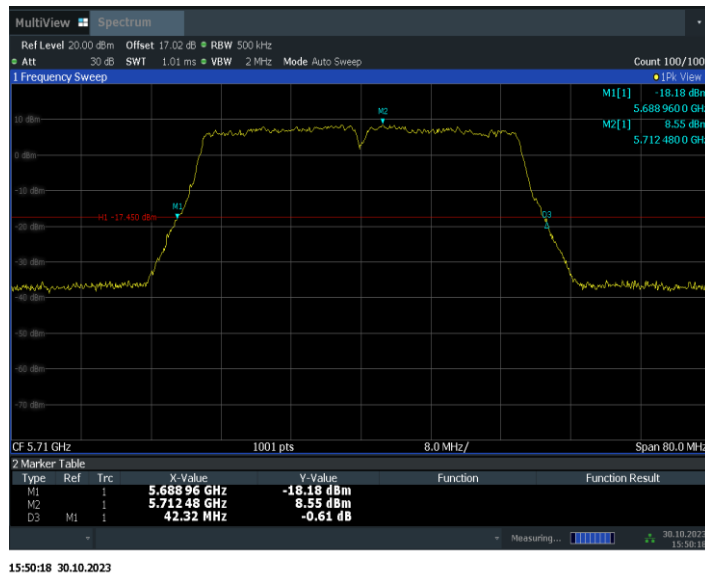 MultiView Spectrum
Ref Level 20.00 dBm Offset 17.02 dB RBW 500 kHz
Att 30 dB SWT 1.01 ms VBW 2 MHz Mode Auto Sweep Count 100/100
1 Frequency Sweep 1Pk View
M1[1] -18.18 dBm
5.688 960 0 GHz
M2[1] 8.55 dBm
5.712 480 0 GHz
M2
10 dBm
0 dBm
-10 dBm
M1
H1 -17.450 dBm
D3
-20 dBm
-30 dBm
-40 dBm
-50 dBm
-60 dBm
-70 dBm
CF 5.71 GHz 1001 pts 8.0 MHz/ Span 80.0 MHz
2 Marker Table
Type Ref Trc X-Value Y-Value Function Function Result
M1 1 5.688 96 GHz -18.18 dBm
M2 1 5.712 48 GHz 8.55 dBm
D3 M1 1 42.32 MHz -0.61 dB
Measuring... 30.10.2023
15:50:18
15:50:18 30.10.2023